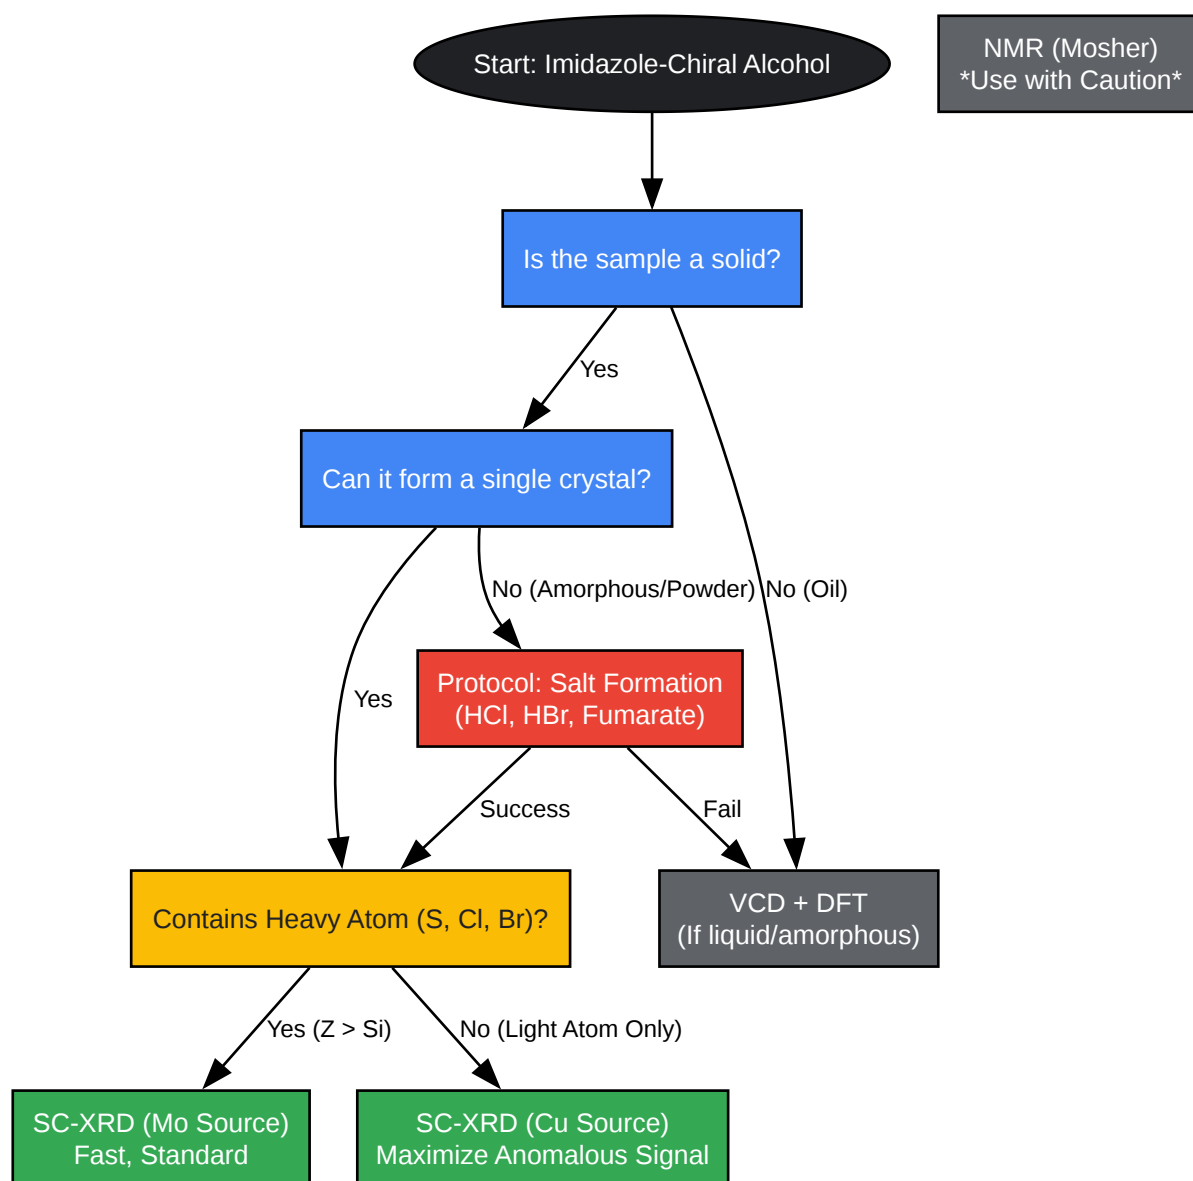 Start: Imidazole-Chiral Alcohol
NMR (Mosher)
*Use with Caution*
Is the sample a solid?
Yes
Can it form a single crystal?
No (Amorphous/Powder)
No (Oil)
Protocol: Salt Formation
(HCl, HBr, Fumarate)
Yes
Success
Fail
Contains Heavy Atom (S, Cl, Br)?
VCD + DFT
(If liquid/amorphous)
Yes (Z > Si)
No (Light Atom Only)
SC-XRD (Mo Source)
Fast, Standard
SC-XRD (Cu Source)
Maximize Anomalous Signal